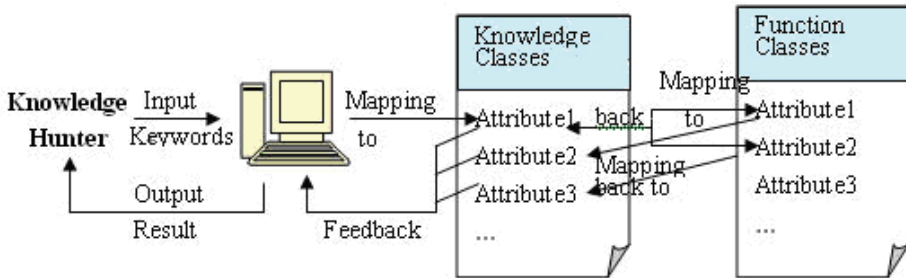 Knowledge
Hunter
Input
Keywords
Output
Result
Mapping
to
Feedback
Knowledge
Classes
Attribute1
Attribute2
Attribute3
...
Mapping
back to
Mapping
back to
Function
Classes
Attribute1
Attribute2
Attribute3
...